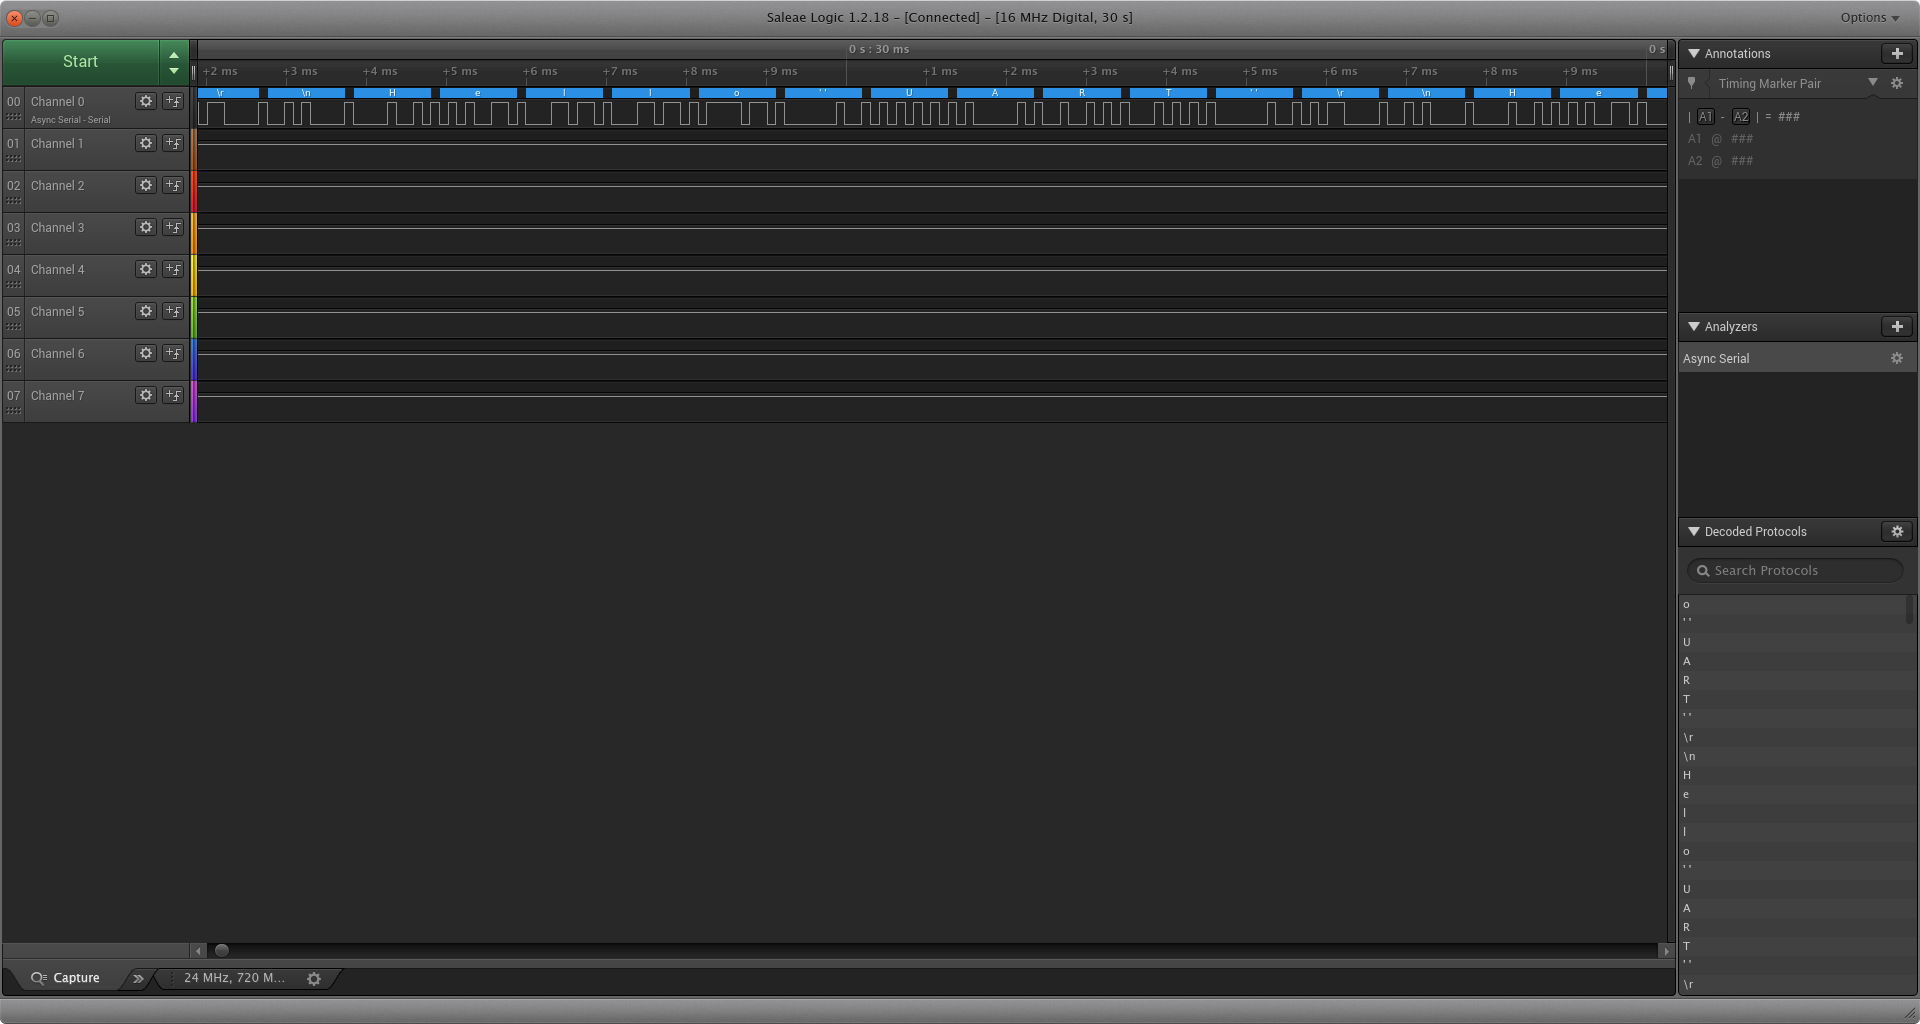 Saleae Logic 1.2.18 – [Connected] – [16 MHz Digital, 30 s]
Options
Start
0 s : 30 ms
0 s
+2 ms +3 ms +4 ms +5 ms +6 ms +7 ms +8 ms +9 ms +1 ms +2 ms +3 ms +4 ms +5 ms +6 ms +7 ms +8 ms +9 ms
\r \n H e l l o ' ' U A R T ' ' \r \n H e
00 Channel 0
Async Serial - Serial
01 Channel 1
02 Channel 2
03 Channel 3
04 Channel 4
05 Channel 5
06 Channel 6
07 Channel 7
Capture
24 MHz, 720 M...
Annotations
Timing Marker Pair
| A1 - A2 | = ###
A1 @ ###
A2 @ ###
Analyzers
Async Serial
Decoded Protocols
Search Protocols
o
' '
U
A
R
T
' '
\r
\n
H
e
l
l
o
' '
U
A
R
T
' '
\r